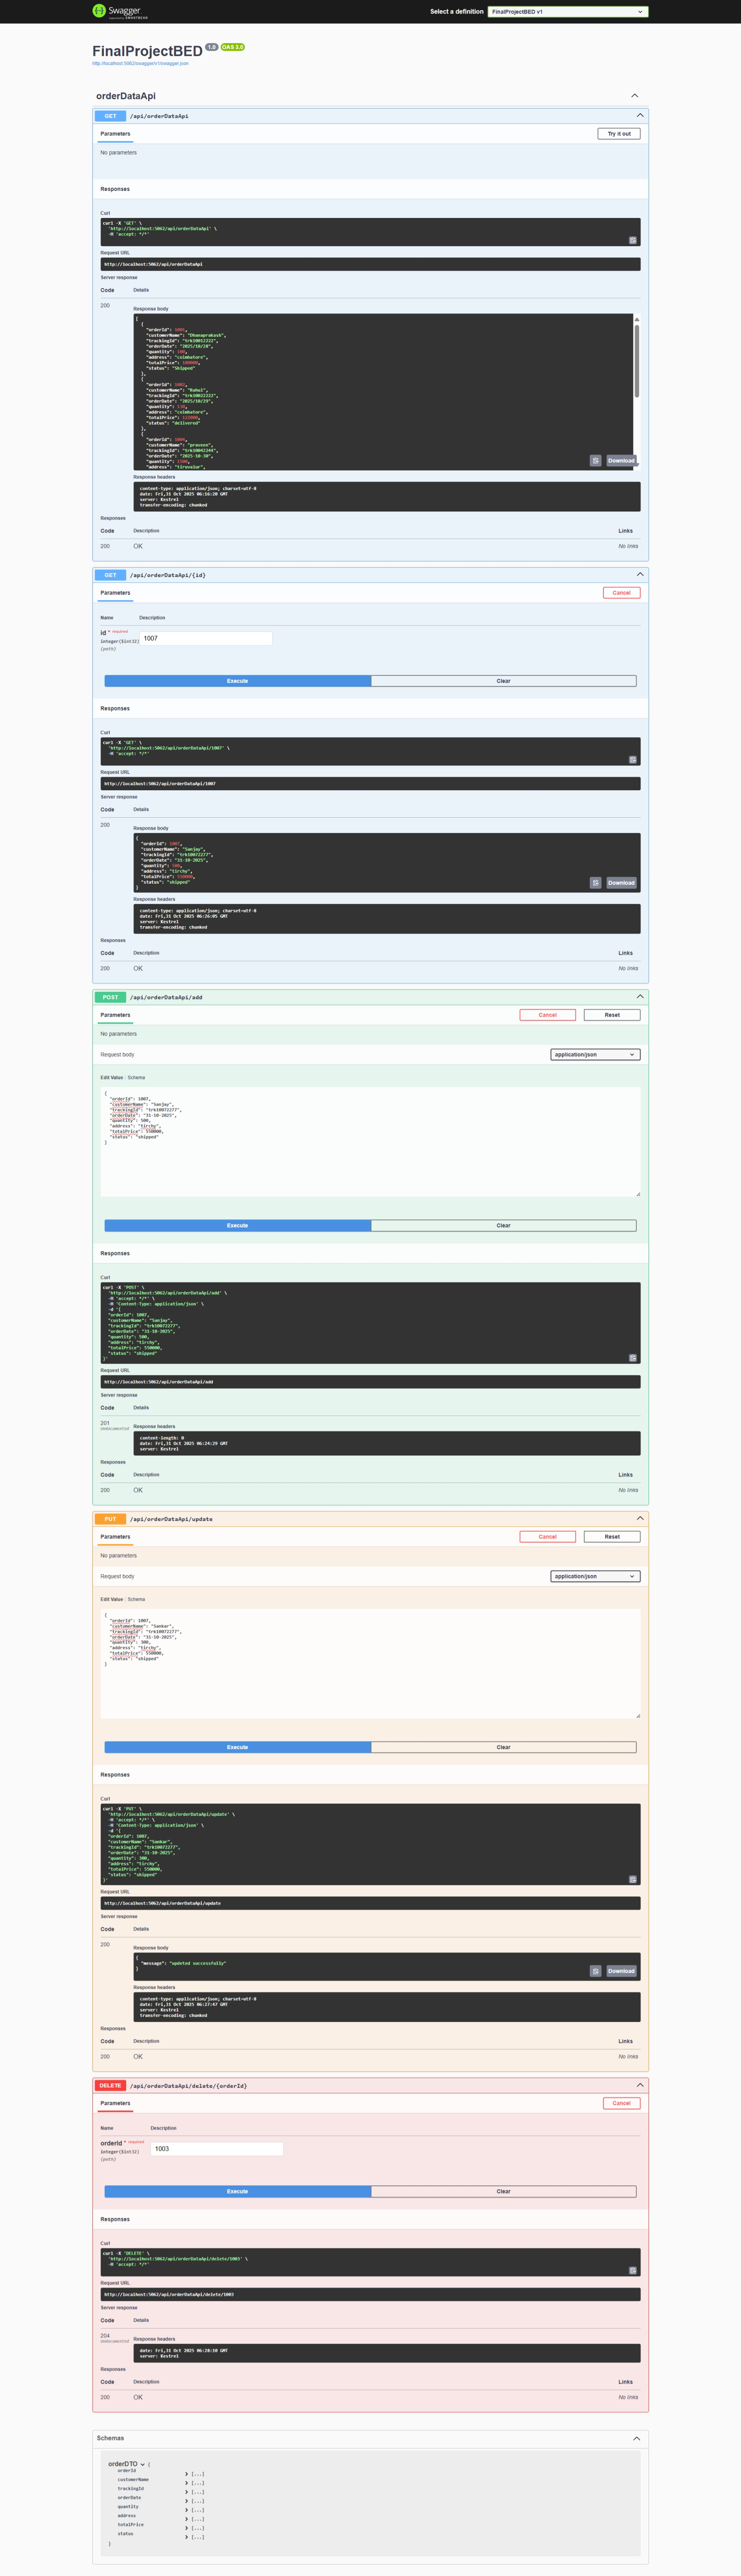 Swagger
Supported by SMARTBEAR
Select a definition
FinalProjectBED v1
FinalProjectBED 1.0 OAS 3.0
http://localhost:5062/swagger/v1/swagger.json
orderDataApi
GET /api/orderDataApi
Parameters
Try it out
No parameters
Responses
Curl
curl -X 'GET' \
'http://localhost:5062/api/orderDataApi' \
-H 'accept: */*'
Request URL
http://localhost:5062/api/orderDataApi
Server response
Code Details
200
Response body
[
{
"orderId": 1001,
"customerName": "Dhanaprakash",
"trackingId": "trk10012222",
"orderDate": "2025/10/28",
"quantity": 100,
"address": "coimbatore",
"totalPrice": 100000,
"status": "Shipped"
},
{
"orderId": 1002,
"customerName": "Rahul",
"trackingId": "trk10022222",
"orderDate": "2025/10/29",
"quantity":
"address": "coimbatore",
"totalPrice":
"status": "delivered"
},
{
"orderId":
"customerName": "praveen",
"trackingId": "trk10042244",
"orderDate": "2025-10-30",
"quantity":
"address": "tiruvalur",
Download
Response headers
content-type: application/json; charset=utf-8
date: Fri,31 Oct 2025 06:16:20 GMT
server: Kestrel
transfer-encoding: chunked
Responses
Code Description Links
200 OK No links
GET /api/orderDataApi/{id}
Parameters
Cancel
Name Description
id * required
integer($int32)
(path)
1007
Execute Clear
Responses
Curl
curl -X 'GET' \
'http://localhost:5062/api/orderDataApi/1007' \
-H 'accept: */*'
Request URL
http://localhost:5062/api/orderDataApi/1007
Server response
Code Details
200
Response body
{
"orderId": 1007,
"customerName": "Sanjay",
"trackingId": "trk10072277",
"orderDate": "31-10-2025",
"quantity": 500,
"address": "tirchy",
"totalPrice": 550000,
"status": "shipped"
}
Download
Response headers
content-type: application/json; charset=utf-8
date: Fri,31 Oct 2025 06:26:05 GMT
server: Kestrel
transfer-encoding: chunked
Responses
Code Description Links
200 OK No links
POST /api/orderDataApi/add
Parameters
Cancel Reset
No parameters
Request body
application/json
Edit Value Schema
{
"orderId": 1007,
"customerName": "Sanjay",
"trackingId": "trk10072277",
"orderDate": "31-10-2025",
"quantity": 500,
"address": "tirchy",
"totalPrice": 550000,
"status": "shipped"
}
Execute Clear
Responses
Curl
curl -X 'POST' \
'http://localhost:5062/api/orderDataApi/add' \
-H 'accept: */*' \
-H 'Content-Type: application/json' \
-d '{
"orderId": 1007,
"customerName": "Sanjay",
"trackingId": "trk10072277",
"orderDate": "31-10-2025",
"quantity": 500,
"address": "tirchy",
"totalPrice": 550000,
"status": "shipped"
}'
Request URL
http://localhost:5062/api/orderDataApi/add
Server response
Code Details
201
Undocumented
Response headers
content-length: 0
date: Fri,31 Oct 2025 06:24:29 GMT
server: Kestrel
Responses
Code Description Links
200 OK No links
PUT /api/orderDataApi/update
Parameters
Cancel Reset
No parameters
Request body
application/json
Edit Value Schema
{
"orderId": 1007,
"customerName": "Sankar",
"trackingId": "trk10072277",
"orderDate": "31-10-2025",
"quantity": 300,
"address": "tirchy",
"totalPrice": 550000,
"status": "shipped"
}
Execute Clear
Responses
Curl
curl -X 'PUT' \
'http://localhost:5062/api/orderDataApi/update' \
-H 'accept: */*' \
-H 'Content-Type: application/json' \
-d '{
"orderId": 1007,
"customerName": "Sankar",
"trackingId": "trk10072277",
"orderDate": "31-10-2025",
"quantity": 300,
"address": "tirchy",
"totalPrice": 550000,
"status": "shipped"
}'
Request URL
http://localhost:5062/api/orderDataApi/update
Server response
Code Details
200
Response body
{
"message": "updated successfully"
}
Download
Response headers
content-type: application/json; charset=utf-8
date: Fri,31 Oct 2025 06:27:47 GMT
server: Kestrel
transfer-encoding: chunked
Responses
Code Description Links
200 OK No links
DELETE /api/orderDataApi/delete/{orderId}
Parameters
Cancel
Name Description
orderId * required
integer($int32)
(path)
1003
Execute Clear
Responses
Curl
curl -X 'DELETE' \
'http://localhost:5062/api/orderDataApi/delete/1003' \
-H 'accept: */*'
Request URL
http://localhost:5062/api/orderDataApi/delete/1003
Server response
Code Details
204
Undocumented
Response headers
date: Fri,31 Oct 2025 06:28:10 GMT
server: Kestrel
Responses
Code Description Links
200 OK No links
Schemas
orderDTO {
orderId [...]
customerName [...]
trackingId [...]
orderDate [...]
quantity [...]
address [...]
totalPrice [...]
status [...]
}